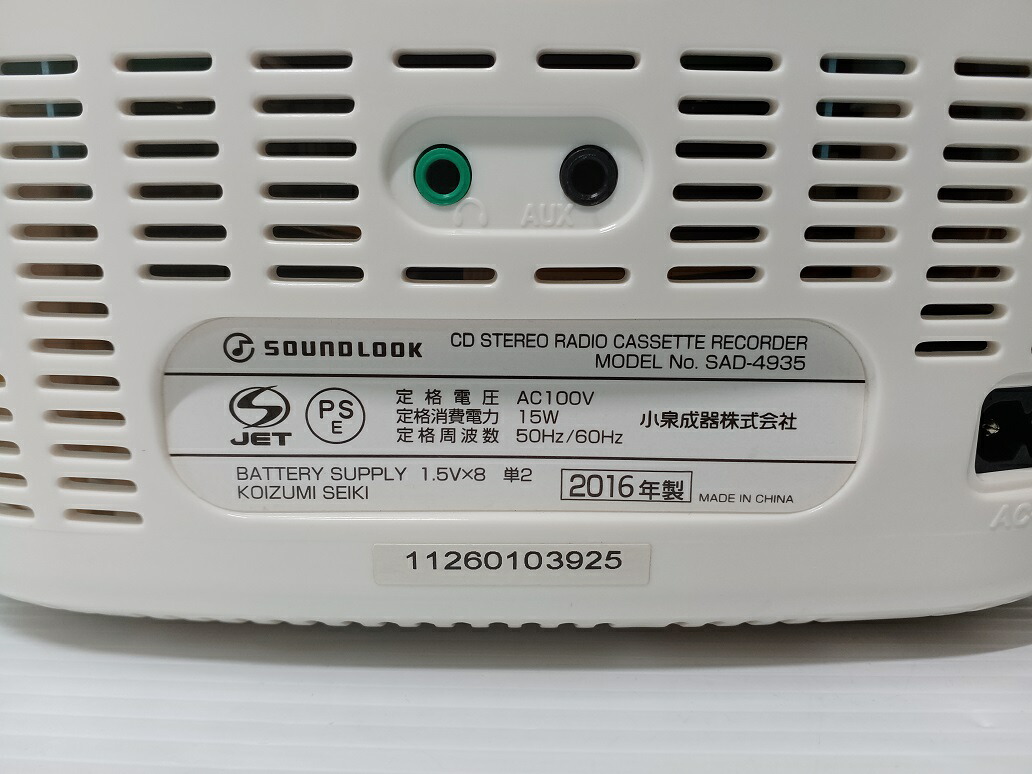 AUX
SOUNDLOOK CD STEREO RADIO CASSETTE RECORDER
MODEL No. SAD-4935
JET
PS
E
定格電圧 AC100V
定格消費電力 15W
定格周波数 50Hz/60Hz
小泉成器株式会社
BATTERY SUPPLY 1.5V×8 単2
KOIZUMI SEIKI
2016年製 MADE IN CHINA
AC
11260103925